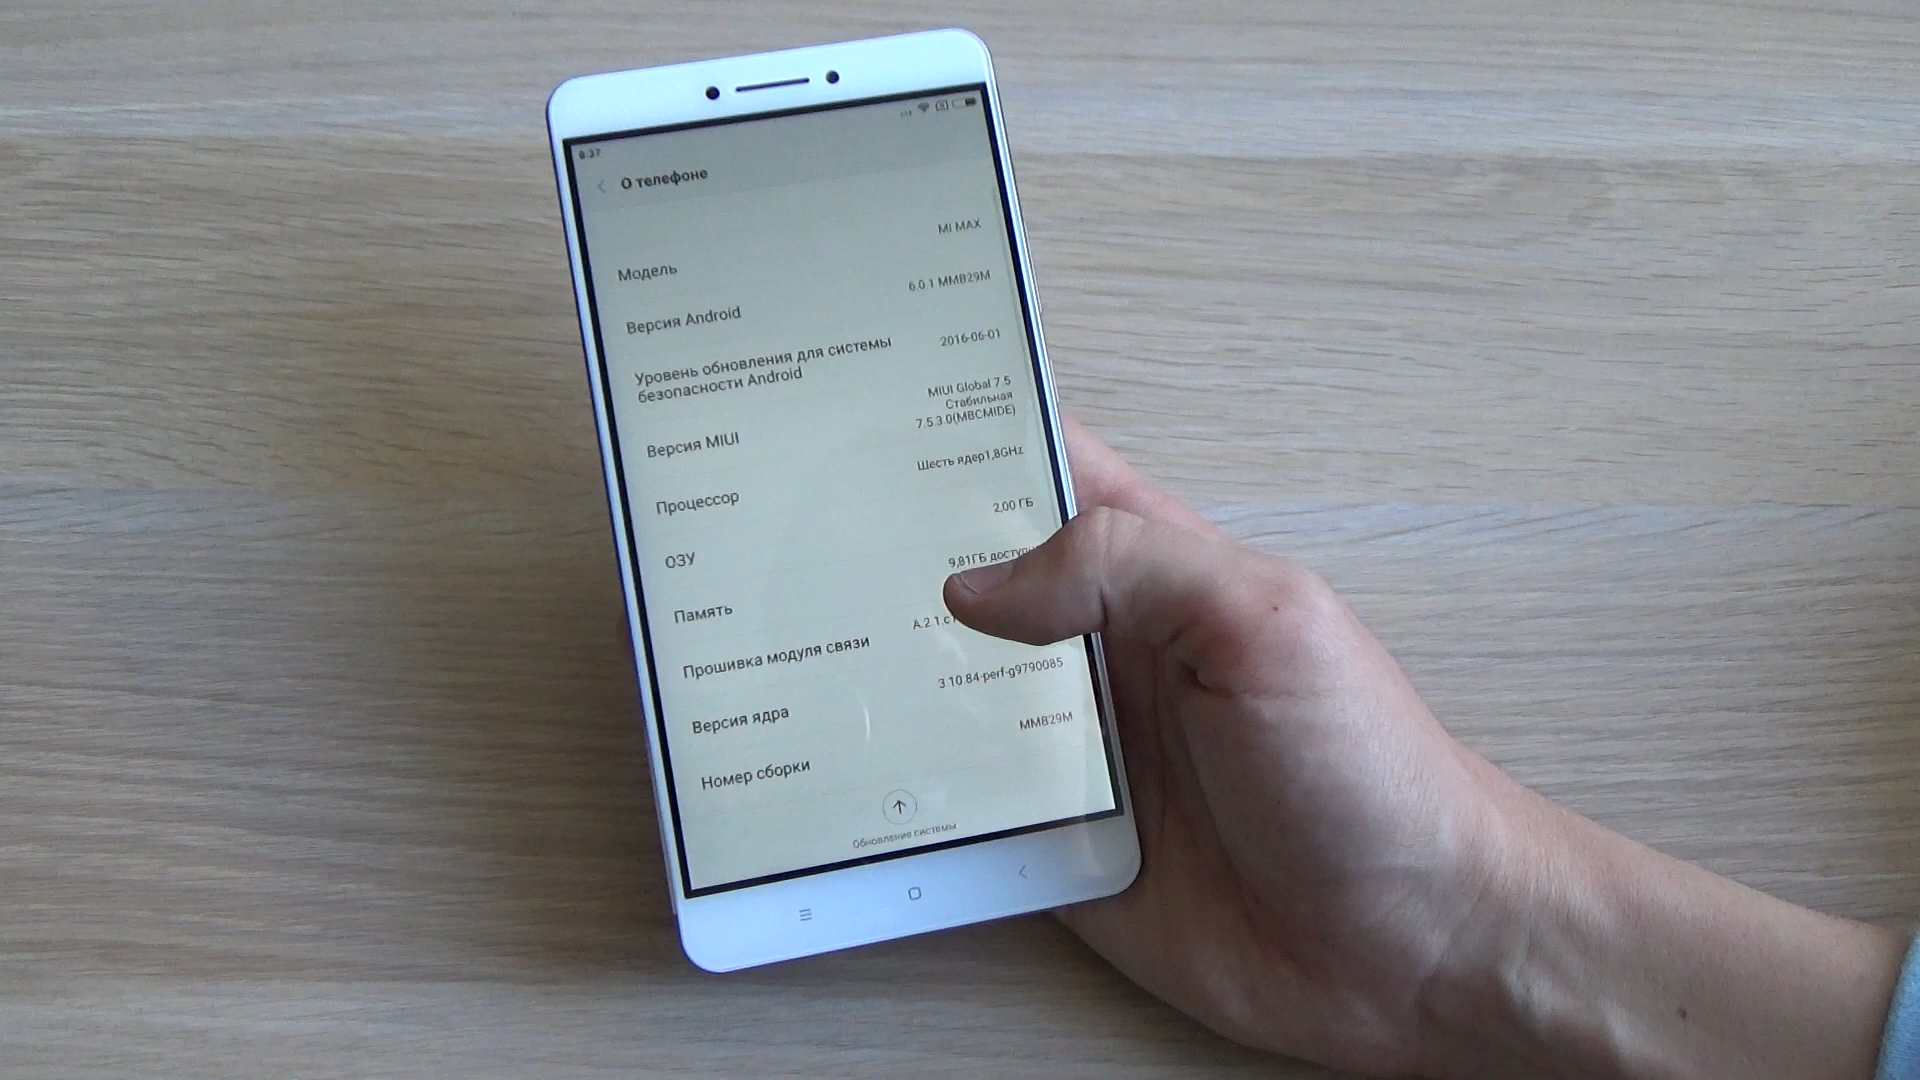 8:37
О телефоне
MI MAX
Модель
6.0.1 MMB29M
Версия Android
2016-06-01
Уровень обновления для системы
безопасности Android
MIUI Global 7.5
Стабильная
7.5.3.0(MBCMIDE)
Версия MIUI
Шесть ядер1,8GHz
Процессор
2,00 ГБ
ОЗУ
9,81ГБ
Память
Прошивка модуля связи
3.10.84-perf-g9790085
Версия ядра
MMB29M
Номер сборки
Обновление системы